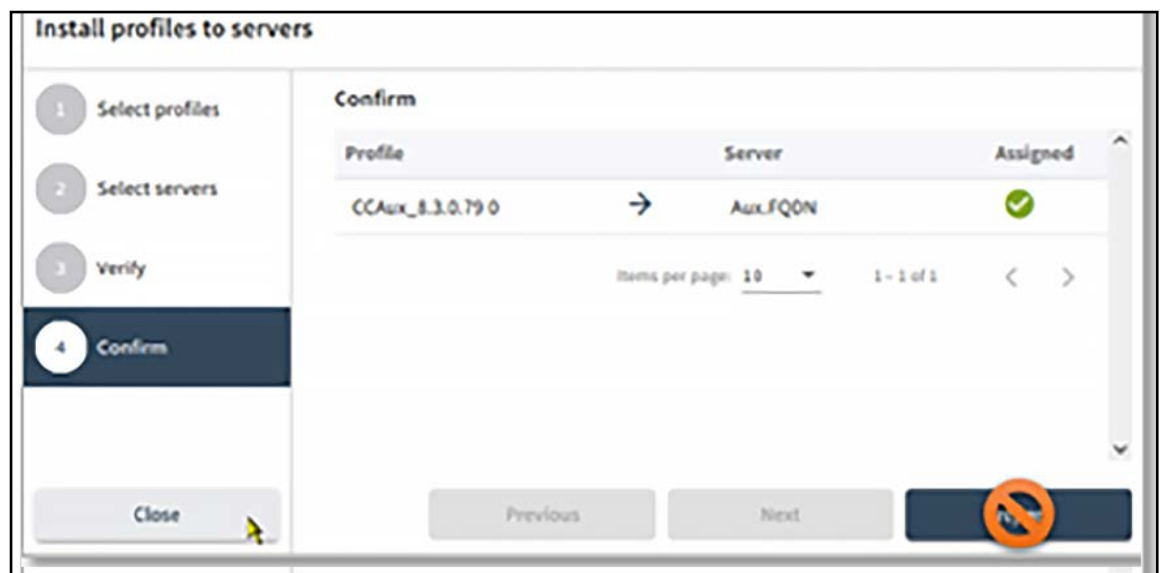 Install profiles to servers
1 Select profiles
2 Select servers
3 Verify
4 Confirm
Confirm
Profile Server Assigned
CCAux_8.3.0.79 0 → Aux.FQDN
Items per page: 10 1 - 1 of 1
Close Previous Next